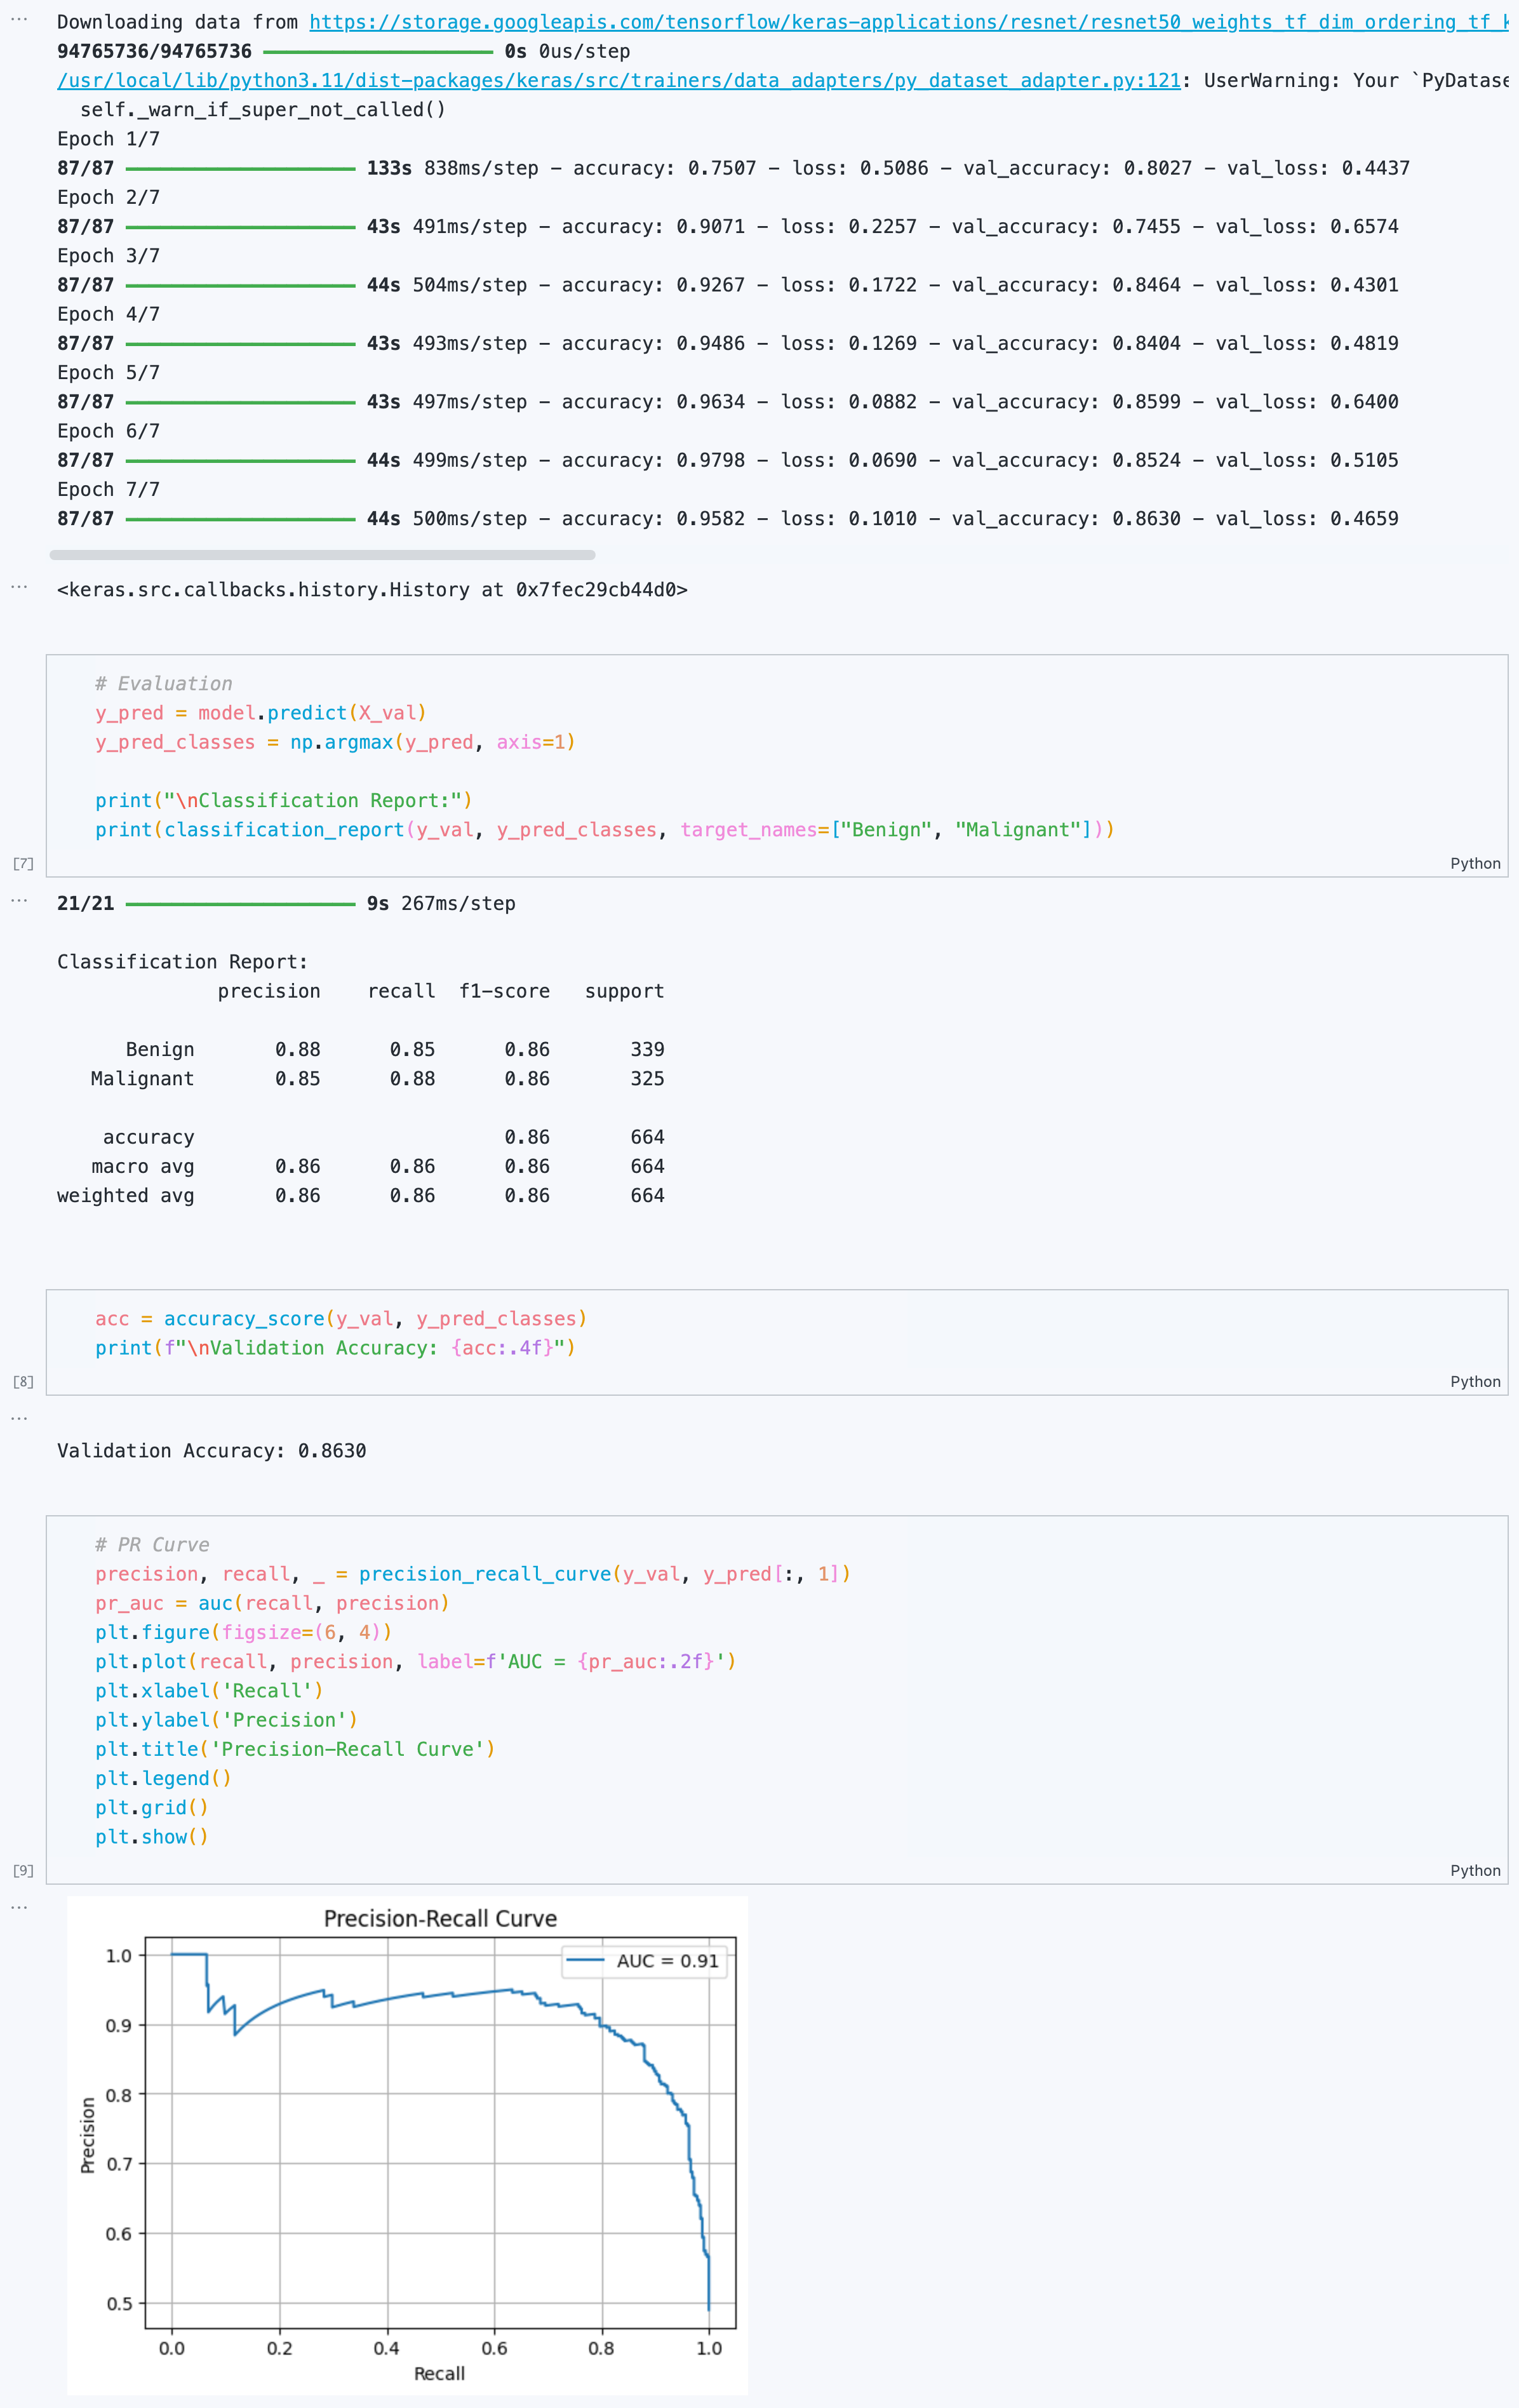 Downloading data from https://storage.googleapis.com/tensorflow/keras-applications/resnet/resnet50_weights_tf_dim_ordering_tf_k
94765736/94765736 0s 0us/step
/usr/local/lib/python3.11/dist-packages/keras/src/trainers/data_adapters/py_dataset_adapter.py:121: UserWarning: Your `PyDatase
self._warn_if_super_not_called()
Epoch 1/7
87/87 133s 838ms/step - accuracy: 0.7507 - loss: 0.5086 - val_accuracy: 0.8027 - val_loss: 0.4437
Epoch 2/7
87/87 43s 491ms/step - accuracy: 0.9071 - loss: 0.2257 - val_accuracy: 0.7455 - val_loss: 0.6574
Epoch 3/7
87/87 44s 504ms/step - accuracy: 0.9267 - loss: 0.1722 - val_accuracy: 0.8464 - val_loss: 0.4301
Epoch 4/7
87/87 43s 493ms/step - accuracy: 0.9486 - loss: 0.1269 - val_accuracy: 0.8404 - val_loss: 0.4819
Epoch 5/7
87/87 43s 497ms/step - accuracy: 0.9634 - loss: 0.0882 - val_accuracy: 0.8599 - val_loss: 0.6400
Epoch 6/7
87/87 44s 499ms/step - accuracy: 0.9798 - loss: 0.0690 - val_accuracy: 0.8524 - val_loss: 0.5105
Epoch 7/7
87/87 44s 500ms/step - accuracy: 0.9582 - loss: 0.1010 - val_accuracy: 0.8630 - val_loss: 0.4659
<keras.src.callbacks.history.History at 0x7fec29cb44d0>
# Evaluation
y_pred = model.predict(X_val)
y_pred_classes = np.argmax(y_pred, axis=1)
print("\nClassification Report:")
print(classification_report(y_val, y_pred_classes, target_names=["Benign", "Malignant"]))
[7] Python
21/21 9s 267ms/step
Classification Report:
precision recall f1-score support
Benign 0.88 0.85 0.86 339
Malignant 0.85 0.88 0.86 325
accuracy 0.86 664
macro avg 0.86 0.86 0.86 664
weighted avg 0.86 0.86 0.86 664
acc = accuracy_score(y_val, y_pred_classes)
print(f"\nValidation Accuracy: {acc:.4f}")
[8] Python
Validation Accuracy: 0.8630
# PR Curve
precision, recall, _ = precision_recall_curve(y_val, y_pred[:, 1])
pr_auc = auc(recall, precision)
plt.figure(figsize=(6, 4))
plt.plot(recall, precision, label=f'AUC = {pr_auc:.2f}')
plt.xlabel('Recall')
plt.ylabel('Precision')
plt.title('Precision-Recall Curve')
plt.legend()
plt.grid()
plt.show()
[9] Python
Precision-Recall Curve
AUC = 0.91
1.0
0.9
0.8
0.7
0.6
0.5
Precision
0.0 0.2 0.4 0.6 0.8 1.0
Recall